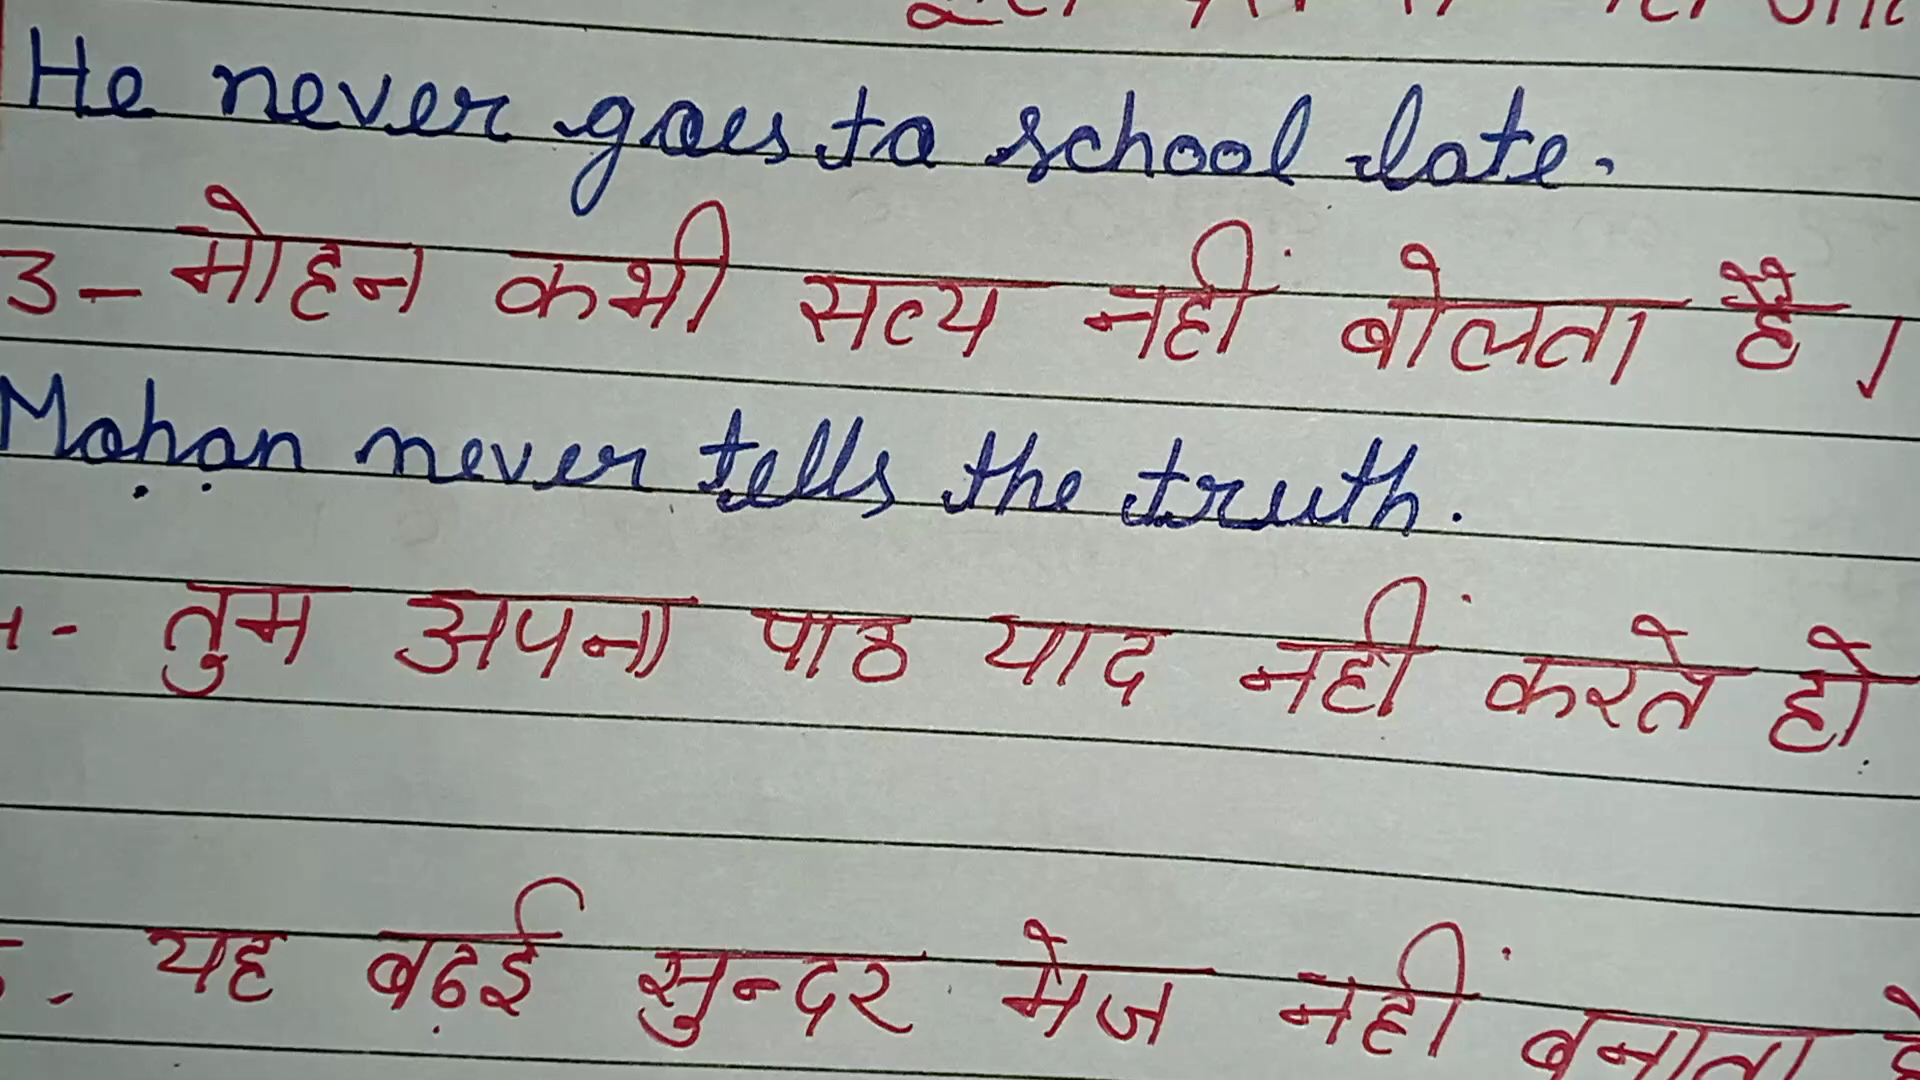 He never goes to school late.
3- मोहन कभी सत्य नहीं बोलता है।
Mohan never tells the truth.
- तुम अपना पाठ याद नहीं करते हो
- यह बढ़ई सुन्दर मेज नहीं बनाता